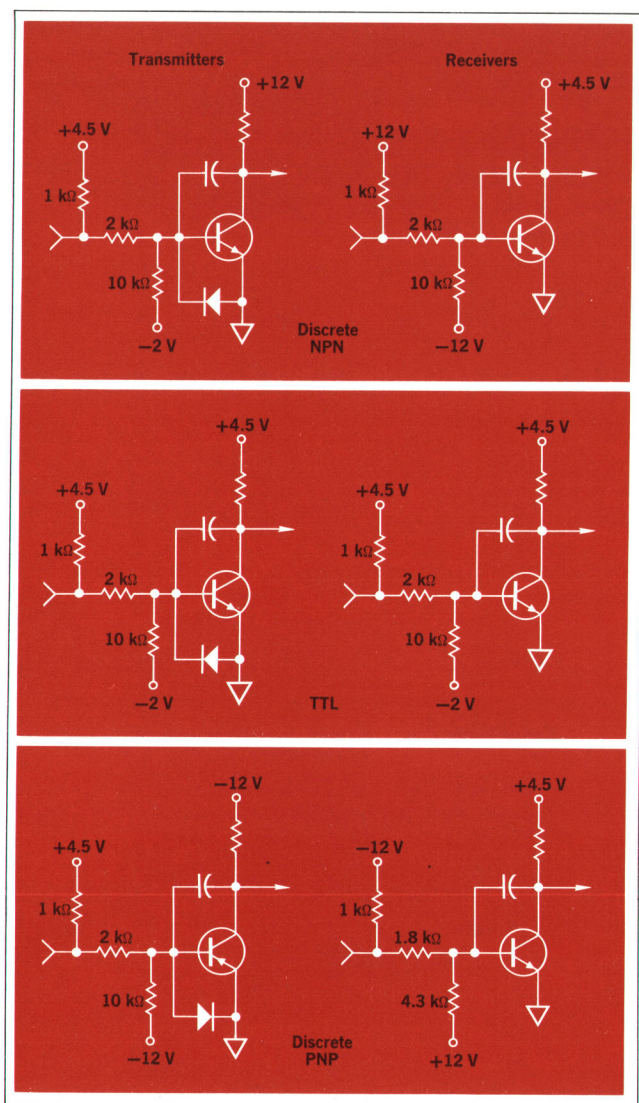 Transmitters
Receivers
+12 V
+4.5 V
+4.5 V
+12 V
1 kΩ
1 kΩ
2 kΩ
2 kΩ
10 kΩ
10 kΩ
−2 V
−12 V
Discrete
NPN
+4.5 V
+4.5 V
+4.5 V
+4.5 V
1 kΩ
1 kΩ
2 kΩ
2 kΩ
10 kΩ
10 kΩ
−2 V
−2 V
TTL
−12 V
+4.5 V
+4.5 V
−12 V
1 kΩ
1 kΩ
2 kΩ
1.8 kΩ
10 kΩ
4.3 kΩ
−12 V
+12 V
Discrete
PNP